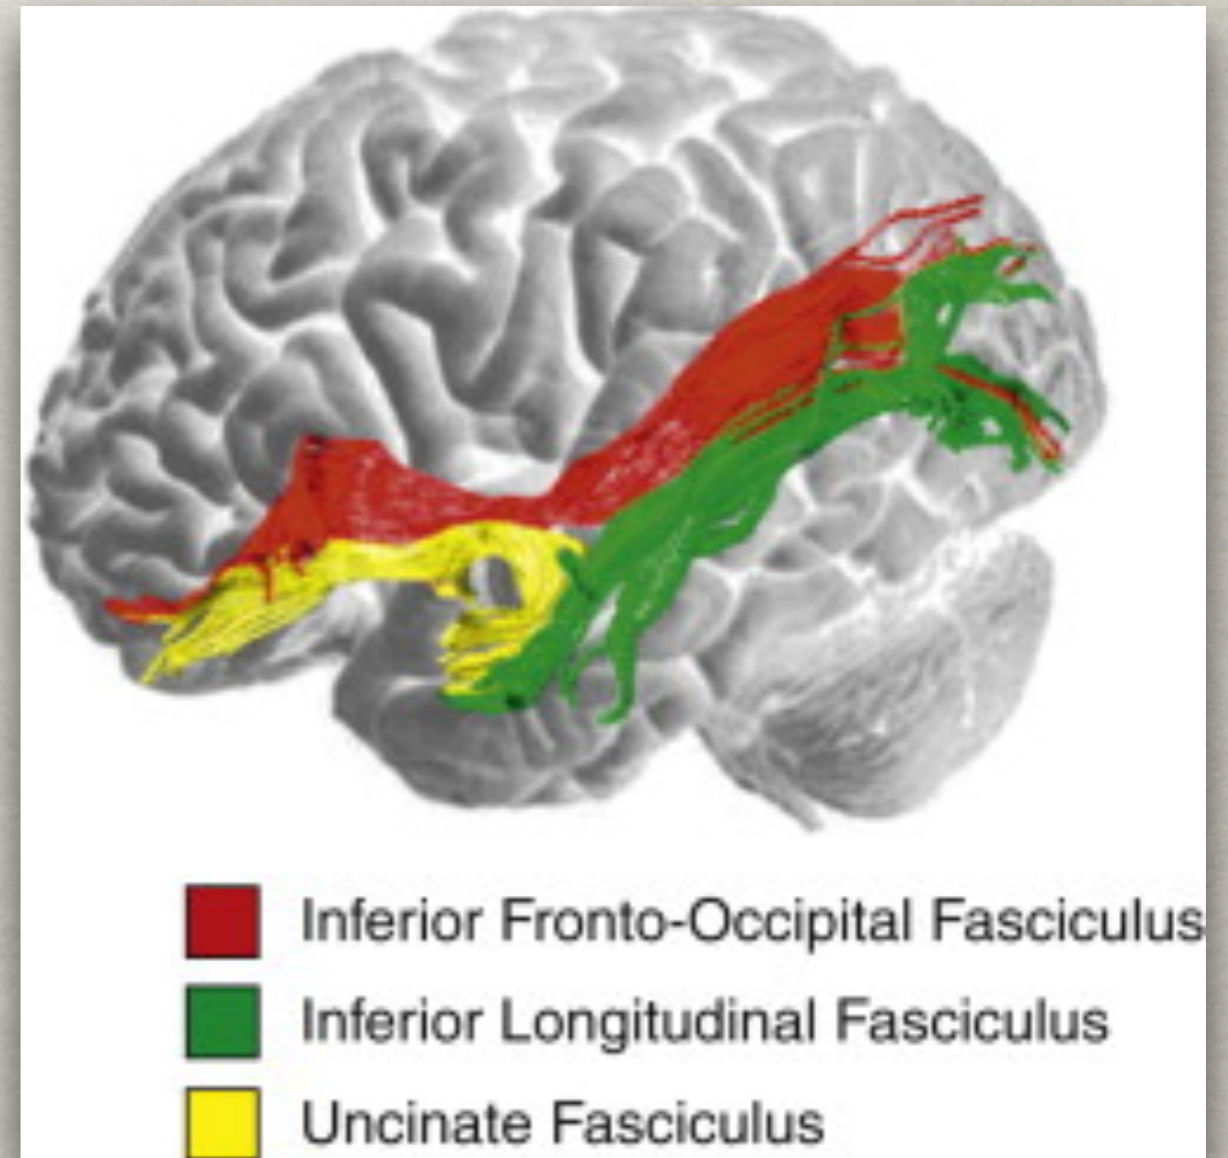 Inferior Fronto-Occipital Fasciculus
Inferior Longitudinal Fasciculus
Uncinate Fasciculus